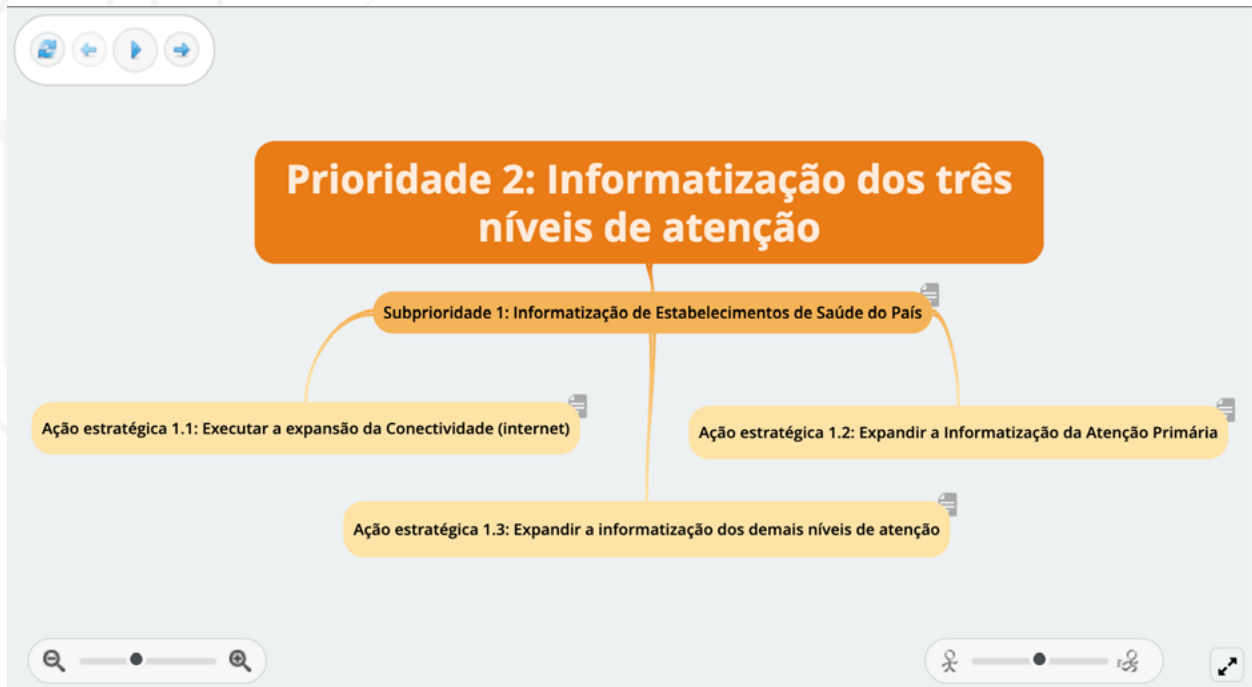 Prioridade 2: Informatização dos três
níveis de atenção
Subprioridade 1: Informatização de Estabelecimentos de Saúde do País
Ação estratégica 1.1: Executar a expansão da Conectividade (internet)
Ação estratégica 1.2: Expandir a Informatização da Atenção Primária
Ação estratégica 1.3: Expandir a informatização dos demais níveis de atenção